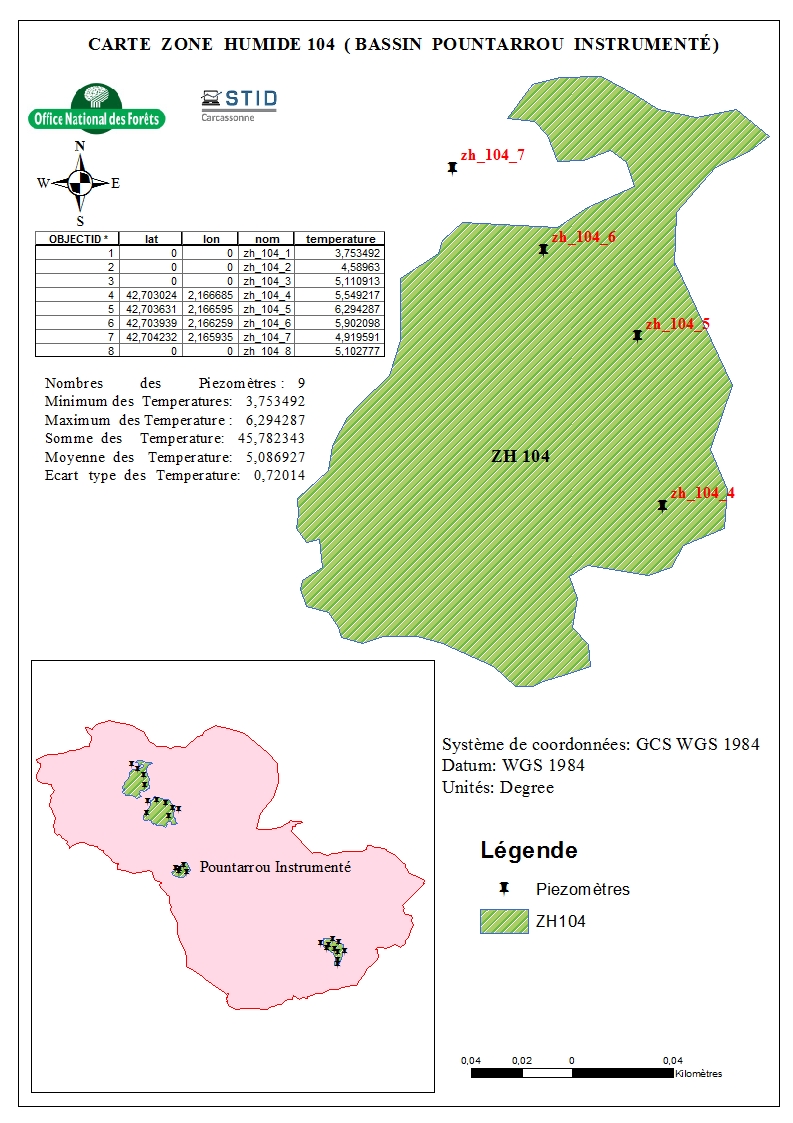 CARTE ZONE HUMIDE 104 ( BASSIN POUNTARROU INSTRUMENTÉ)
Office National des Forêts
STID
Carcassonne
N
W E
S
OBJECTID * lat lon nom temperature
1 0 0 zh_104_1 3,753492
2 0 0 zh_104_2 4,58963
3 0 0 zh_104_3 5,110913
4 42,703024 2,166685 zh_104_4 5,549217
5 42,703631 2,166595 zh_104_5 6,294287
6 42,703939 2,166259 zh_104_6 5,902098
7 42,704232 2,165935 zh_104_7 4,919591
8 0 0 zh_104_8 5,102777
Nombres des Piezomètres : 9
Minimum des Temperatures: 3,753492
Maximum des Temperature : 6,294287
Somme des Temperature: 45,782343
Moyenne des Temperature: 5,086927
Ecart type des Temperature: 0,72014
zh_104_7
zh_104_6
zh_104_5
ZH 104
zh_104_4
Pountarrou Instrumenté
Système de coordonnées: GCS WGS 1984
Datum: WGS 1984
Unités: Degree
Légende
Piezomètres
ZH104
0,04 0,02 0 0,04
Kilomètres